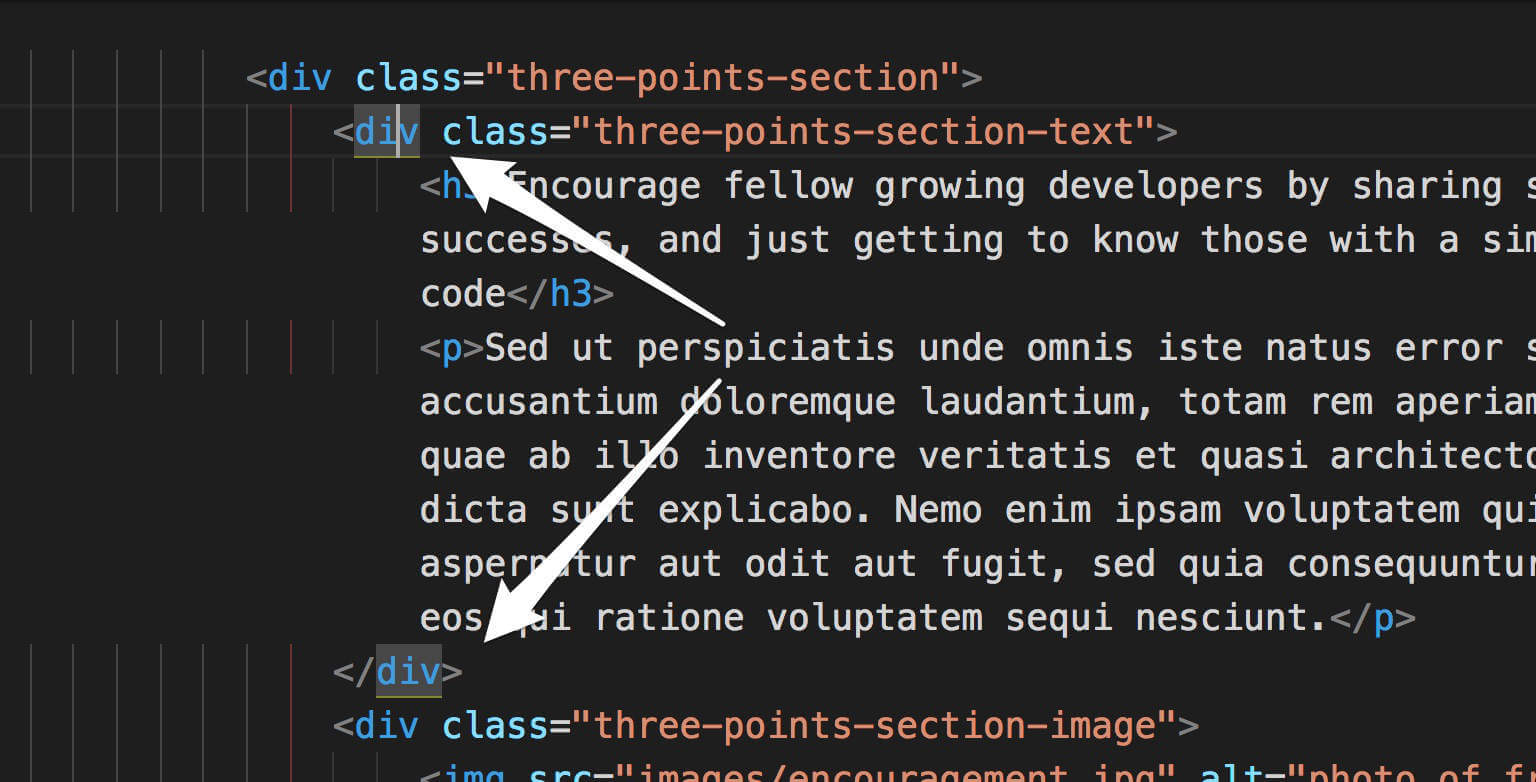 <div class="three-points-section">
<div class="three-points-section-text">
<h3>Encourage fellow growing developers by sharing
successes, and just getting to know those with a
code</h3>
<p>Sed ut perspiciatis unde omnis iste natus error
accusantium doloremque laudantium, totam rem aperiam
quae ab illo inventore veritatis et quasi architecto
dicta sunt explicabo. Nemo enim ipsam voluptatem qui
aspernatur aut odit aut fugit, sed quia consequuntur
eos qui ratione voluptatem sequi nesciunt.</p>
</div>
<div class="three-points-section-image">
<img src="images/encouragement.jpg" alt="photo of